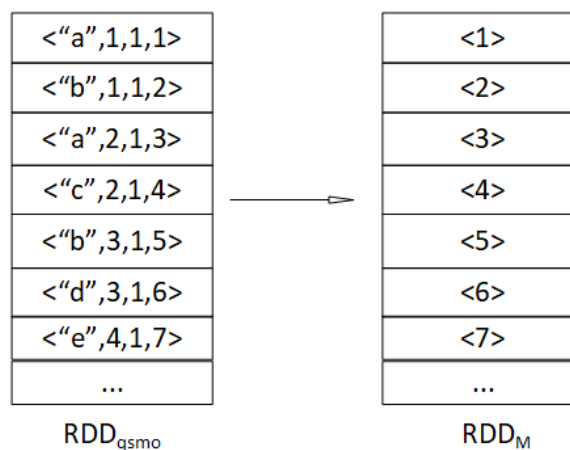 <“a”,1,1,1> <1>
<“b”,1,1,2> <2>
<“a”,2,1,3> <3>
<“c”,2,1,4> <4>
<“b”,3,1,5> <5>
<“d”,3,1,6> <6>
<“e”,4,1,7> <7>
... ...
RDDqsmo RDDM